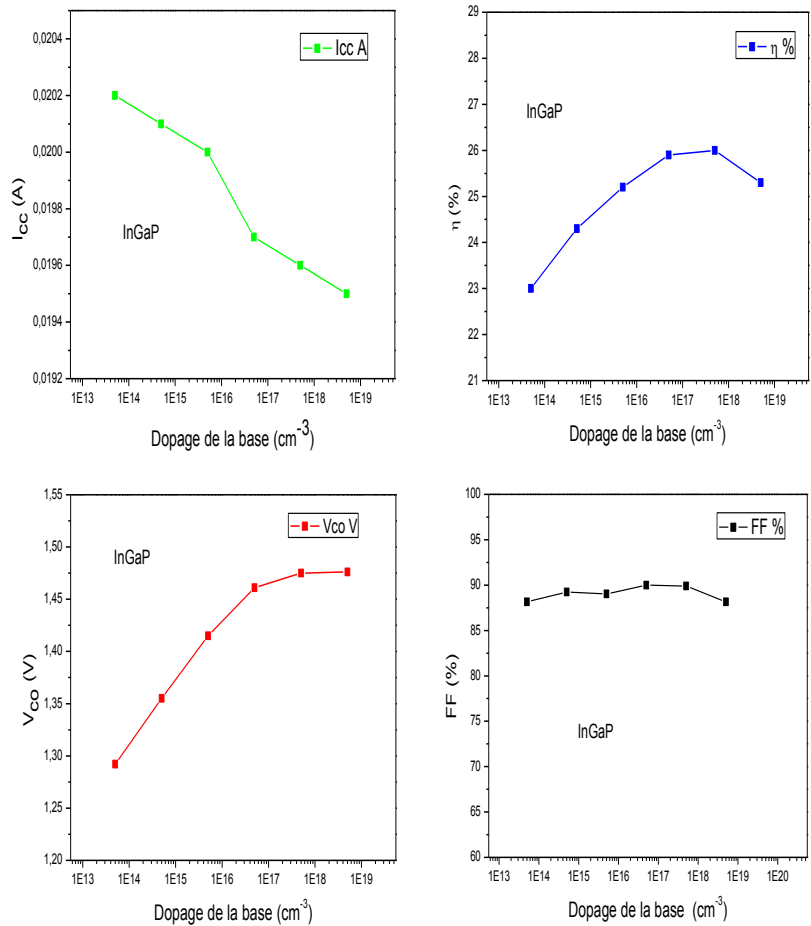 0,0204
0,0202
0,0200
0,0198
0,0196
0,0194
0,0192
I_CC (A)
Icc A
InGaP
1E13 1E14 1E15 1E16 1E17 1E18 1E19
Dopage de la base (cm⁻³)
29
28
27
26
25
24
23
22
21
η (%)
η %
InGaP
1E13 1E14 1E15 1E16 1E17 1E18 1E19
Dopage de la base (cm⁻³)
1,55
1,50
1,45
1,40
1,35
1,30
1,25
1,20
V_CO (V)
Vco V
InGaP
1E13 1E14 1E15 1E16 1E17 1E18 1E19
Dopage de la base (cm⁻³)
100
95
90
85
80
75
70
65
60
FF (%)
FF %
InGaP
1E13 1E14 1E15 1E16 1E17 1E18 1E19 1E20
Dopage de la base (cm⁻³)